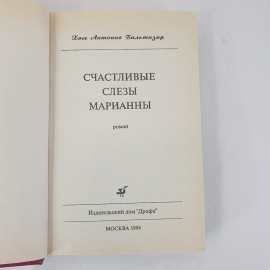 Хосе Антонио Бальтазар
СЧАСТЛИВЫЕ
СЛЕЗЫ
МАРИАННЫ
роман
Издательский дом "Дрофа"
МОСКВА 1994